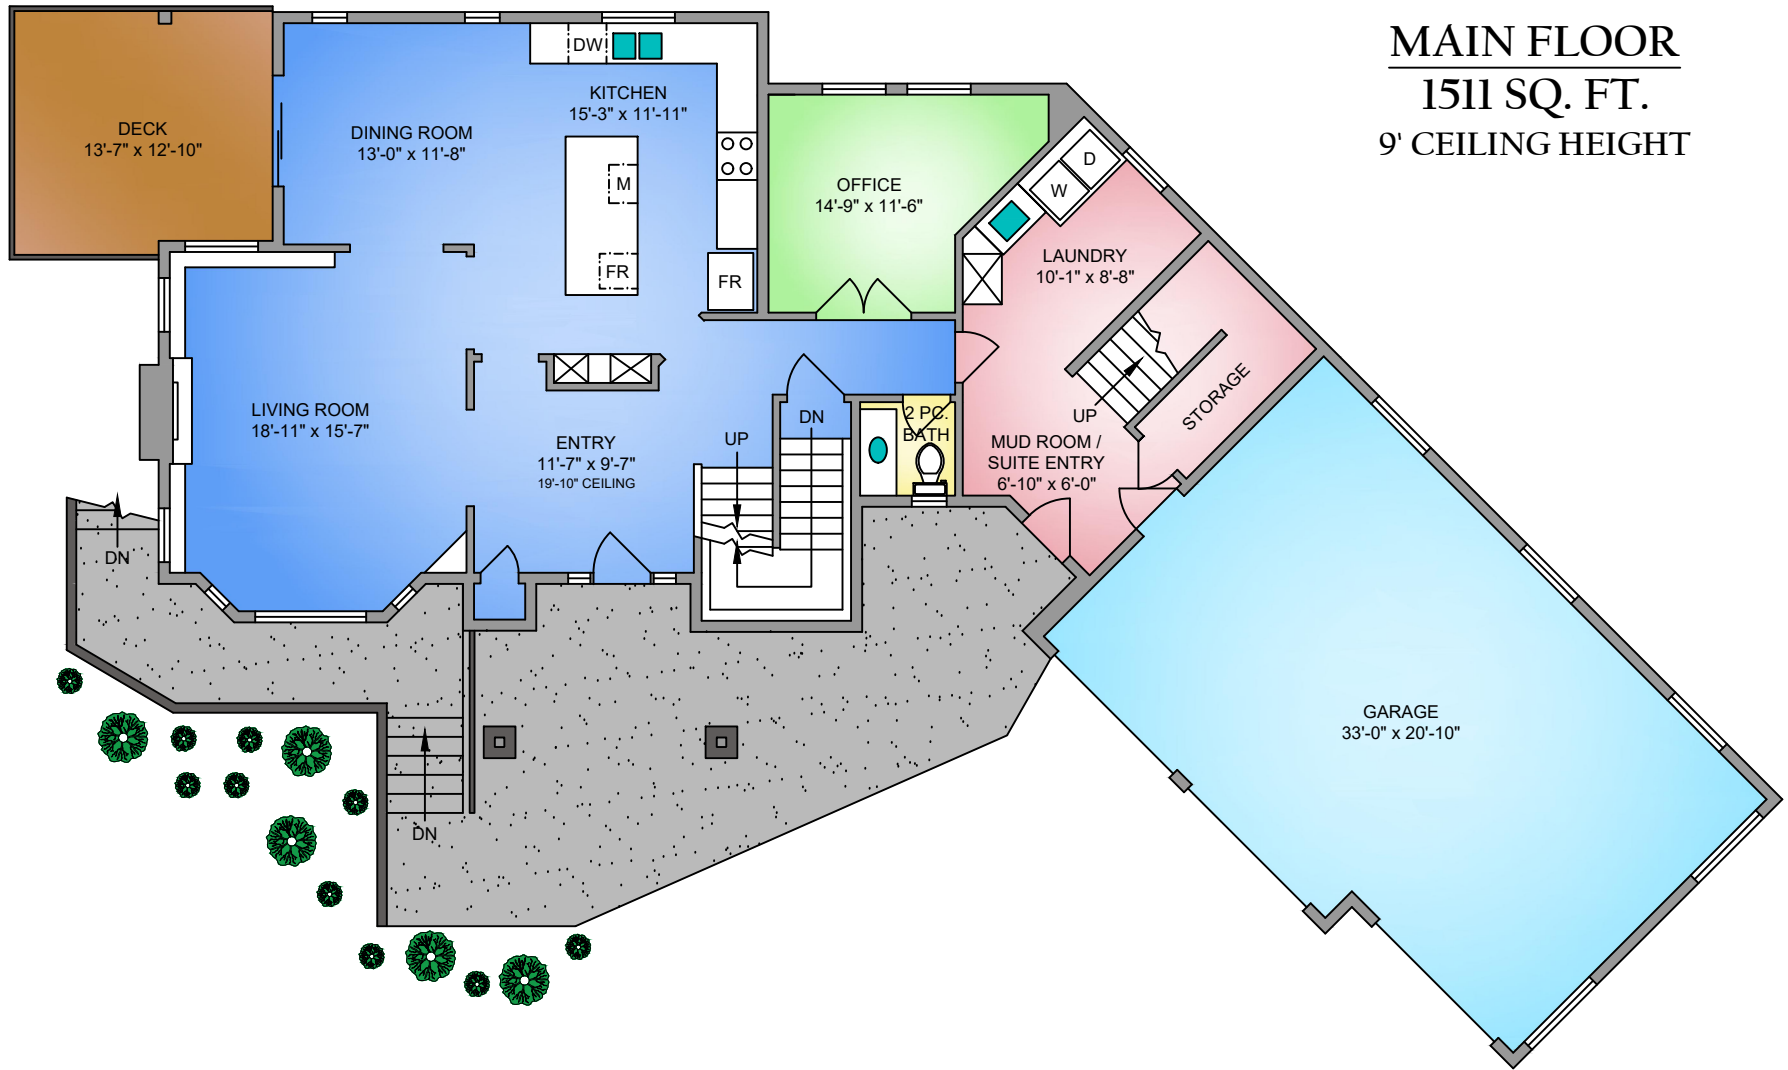 MAIN FLOOR
1511 SQ. FT.
9' CEILING HEIGHT
DECK
13'-7" x 12'-10"
DINING ROOM
13'-0" x 11'-8"
DW
KITCHEN
15'-3" x 11'-11"
M
FR
FR
OFFICE
14'-9" x 11'-6"
D
W
LAUNDRY
10'-1" x 8'-8"
UP
STORAGE
LIVING ROOM
18'-11" x 15'-7"
ENTRY
11'-7" x 9'-7"
19'-10" CEILING
UP
DN
2 PC.
BATH
MUD ROOM /
SUITE ENTRY
6'-10" x 6'-0"
DN
DN
GARAGE
33'-0" x 20'-10"